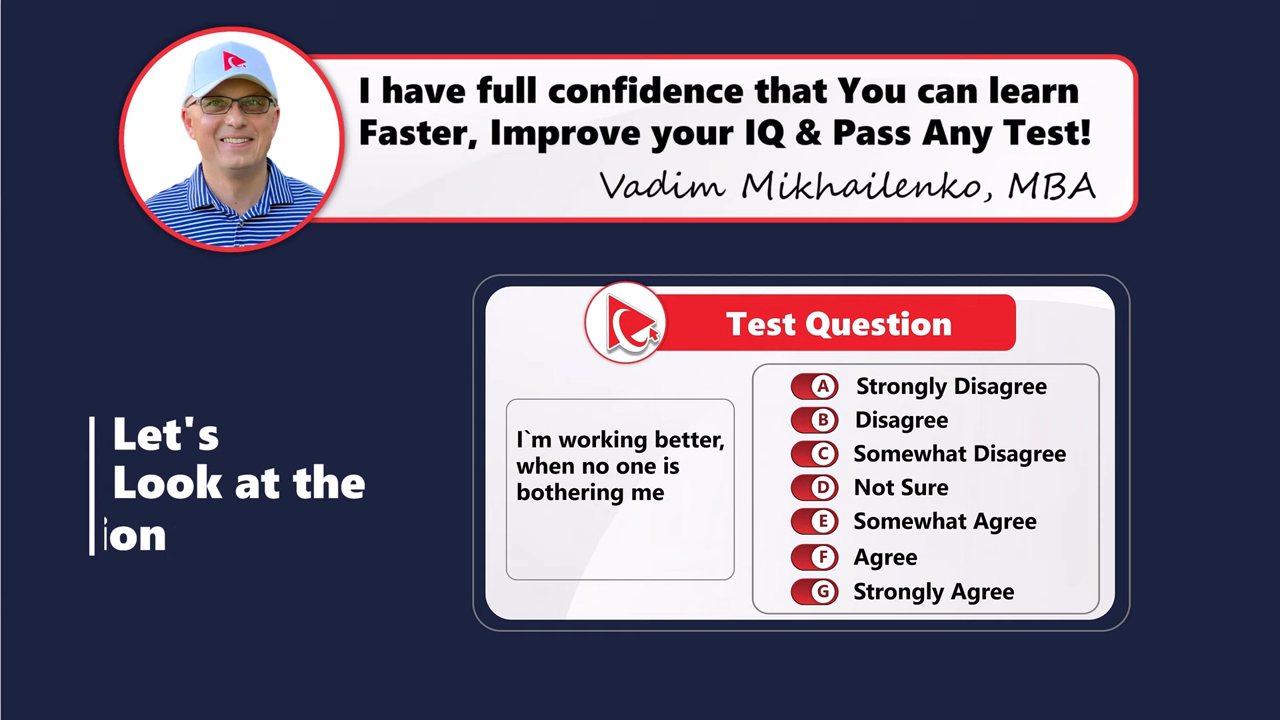 I have full confidence that You can learn
Faster, Improve your IQ & Pass Any Test!
Vadim Mikhailenko, MBA
Let's
Look at the
ion
Test Question
I`m working better,
when no one is
bothering me
A Strongly Disagree
B Disagree
C Somewhat Disagree
D Not Sure
E Somewhat Agree
F Agree
G Strongly Agree